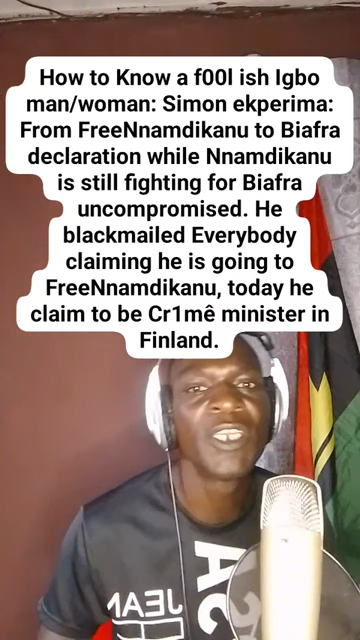 How to Know a f00l ish Igbo
man/woman: Simon ekperima:
From FreeNnamdikanu to Biafra
declaration while Nnamdikanu
is still fighting for Biafra
uncompromised. He
blackmailed Everybody
claiming he is going to
FreeNnamdikanu, today he
claim to be Cr1mê minister in
Finland.
JEAN